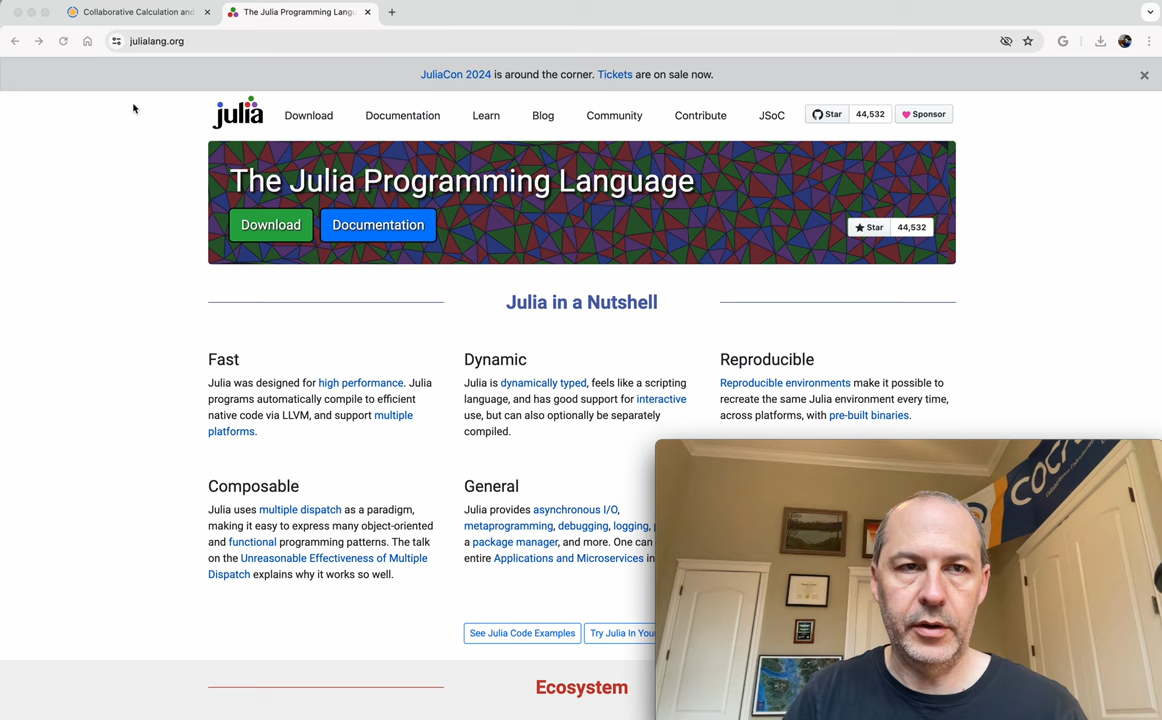 Collaborative Calculation and
The Julia Programming Langu
julialang.org
JuliaCon 2024 is around the corner. Tickets are on sale now.
julia
Download
Documentation
Learn
Blog
Community
Contribute
JSoC
Star
44,532
Sponsor
The Julia Programming Language
Download
Documentation
Star
44,532
Julia in a Nutshell
Fast
Julia was designed for high performance. Julia
programs automatically compile to efficient
native code via LLVM, and support multiple
platforms.
Dynamic
Julia is dynamically typed, feels like a scripting
language, and has good support for interactive
use, but can also optionally be separately
compiled.
Reproducible
Reproducible environments make it possible to
recreate the same Julia environment every time,
across platforms, with pre-built binaries.
Composable
Julia uses multiple dispatch as a paradigm,
making it easy to express many object-oriented
and functional programming patterns. The talk
on the Unreasonable Effectiveness of Multiple
Dispatch explains why it works so well.
General
Julia provides asynchronous I/O,
metaprogramming, debugging, logging,
a package manager, and more. One can
entire Applications and Microservices in
See Julia Code Examples
Try Julia In You
Ecosystem